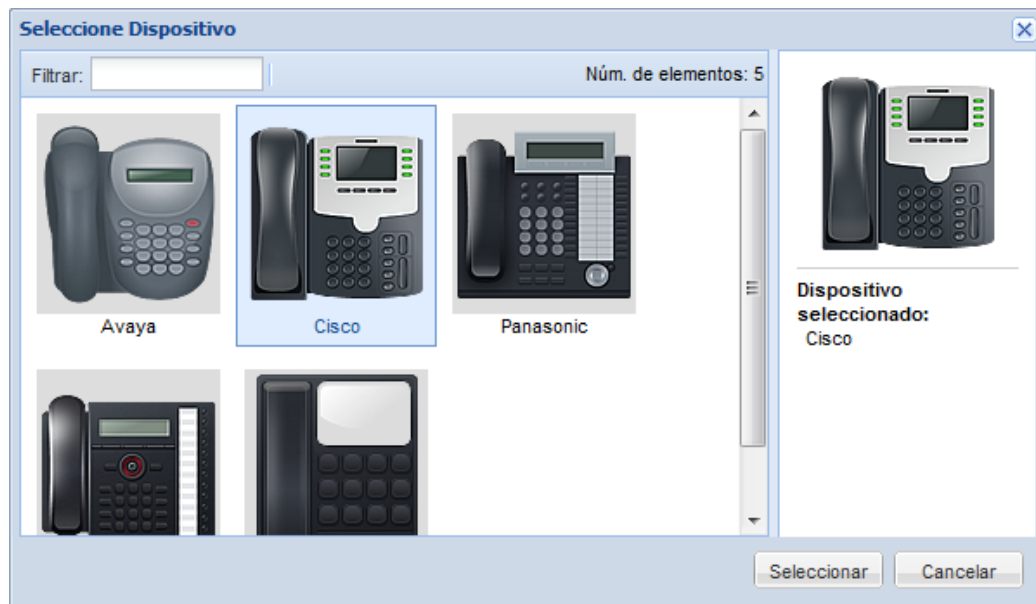 Seleccione Dispositivo
Filtrar:
Núm. de elementos: 5
Avaya
Cisco
Panasonic
Dispositivo
seleccionado:
Cisco
Seleccionar
Cancelar